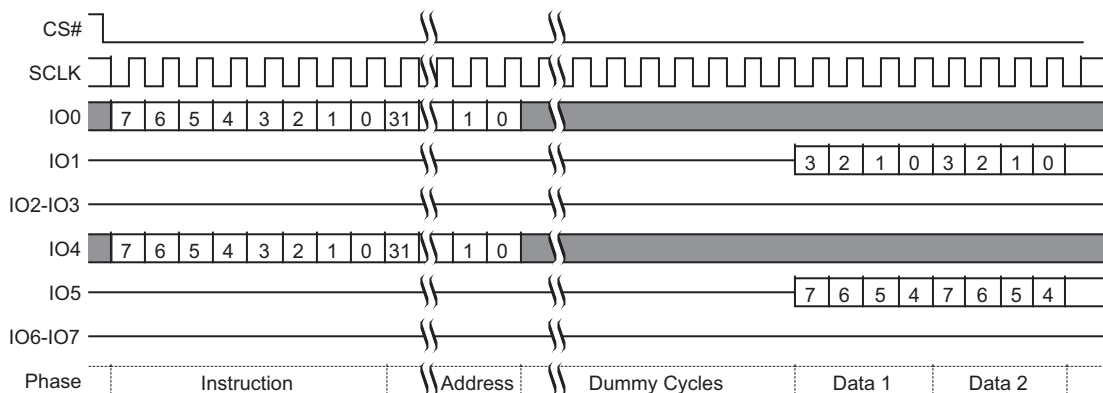 CS#
SCLK
IO0 7 6 5 4 3 2 1 0 31 1 0
IO1 3 2 1 0 3 2 1 0
IO2-IO3
IO4 7 6 5 4 3 2 1 0 31 1 0
IO5 7 6 5 4 7 6 5 4
IO6-IO7
Phase Instruction Address Dummy Cycles Data 1 Data 2